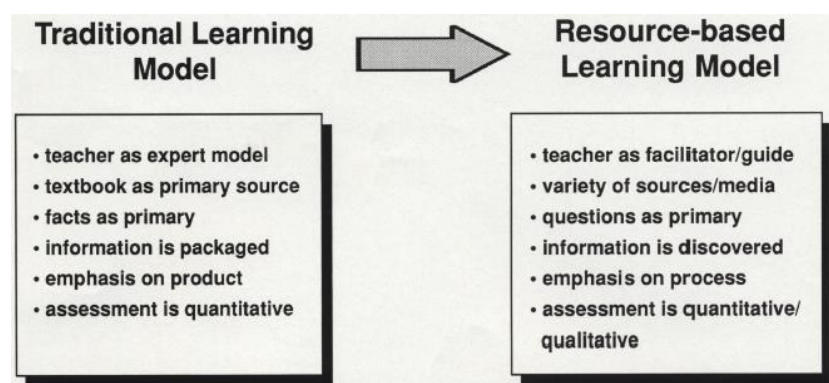 Traditional Learning
Model
Resource-based
Learning Model
• teacher as expert model
• textbook as primary source
• facts as primary
• information is packaged
• emphasis on product
• assessment is quantitative
• teacher as facilitator/guide
• variety of sources/media
• questions as primary
• information is discovered
• emphasis on process
• assessment is quantitative/
qualitative